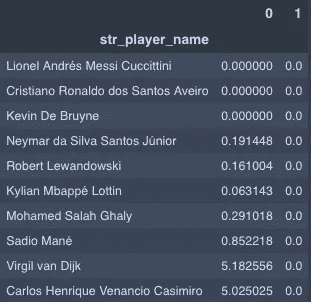 0 1
str_player_name
Lionel Andrés Messi Cuccittini 0.000000 0.0
Cristiano Ronaldo dos Santos Aveiro 0.000000 0.0
Kevin De Bruyne 0.000000 0.0
Neymar da Silva Santos Júnior 0.191448 0.0
Robert Lewandowski 0.161004 0.0
Kylian Mbappé Lottin 0.063143 0.0
Mohamed Salah Ghaly 0.291018 0.0
Sadio Mané 0.852218 0.0
Virgil van Dijk 5.182556 0.0
Carlos Henrique Venancio Casimiro 5.025025 0.0